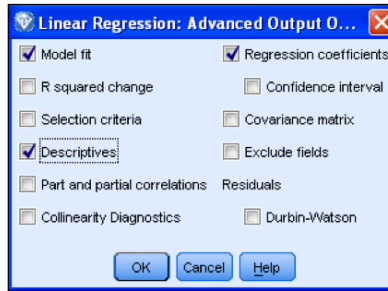 Linear Regression: Advanced Output O...
Model fit
Regression coefficients
R squared change
Confidence interval
Selection criteria
Covariance matrix
Descriptives
Exclude fields
Part and partial correlations
Residuals
Collinearity Diagnostics
Durbin-Watson
OK
Cancel
Help